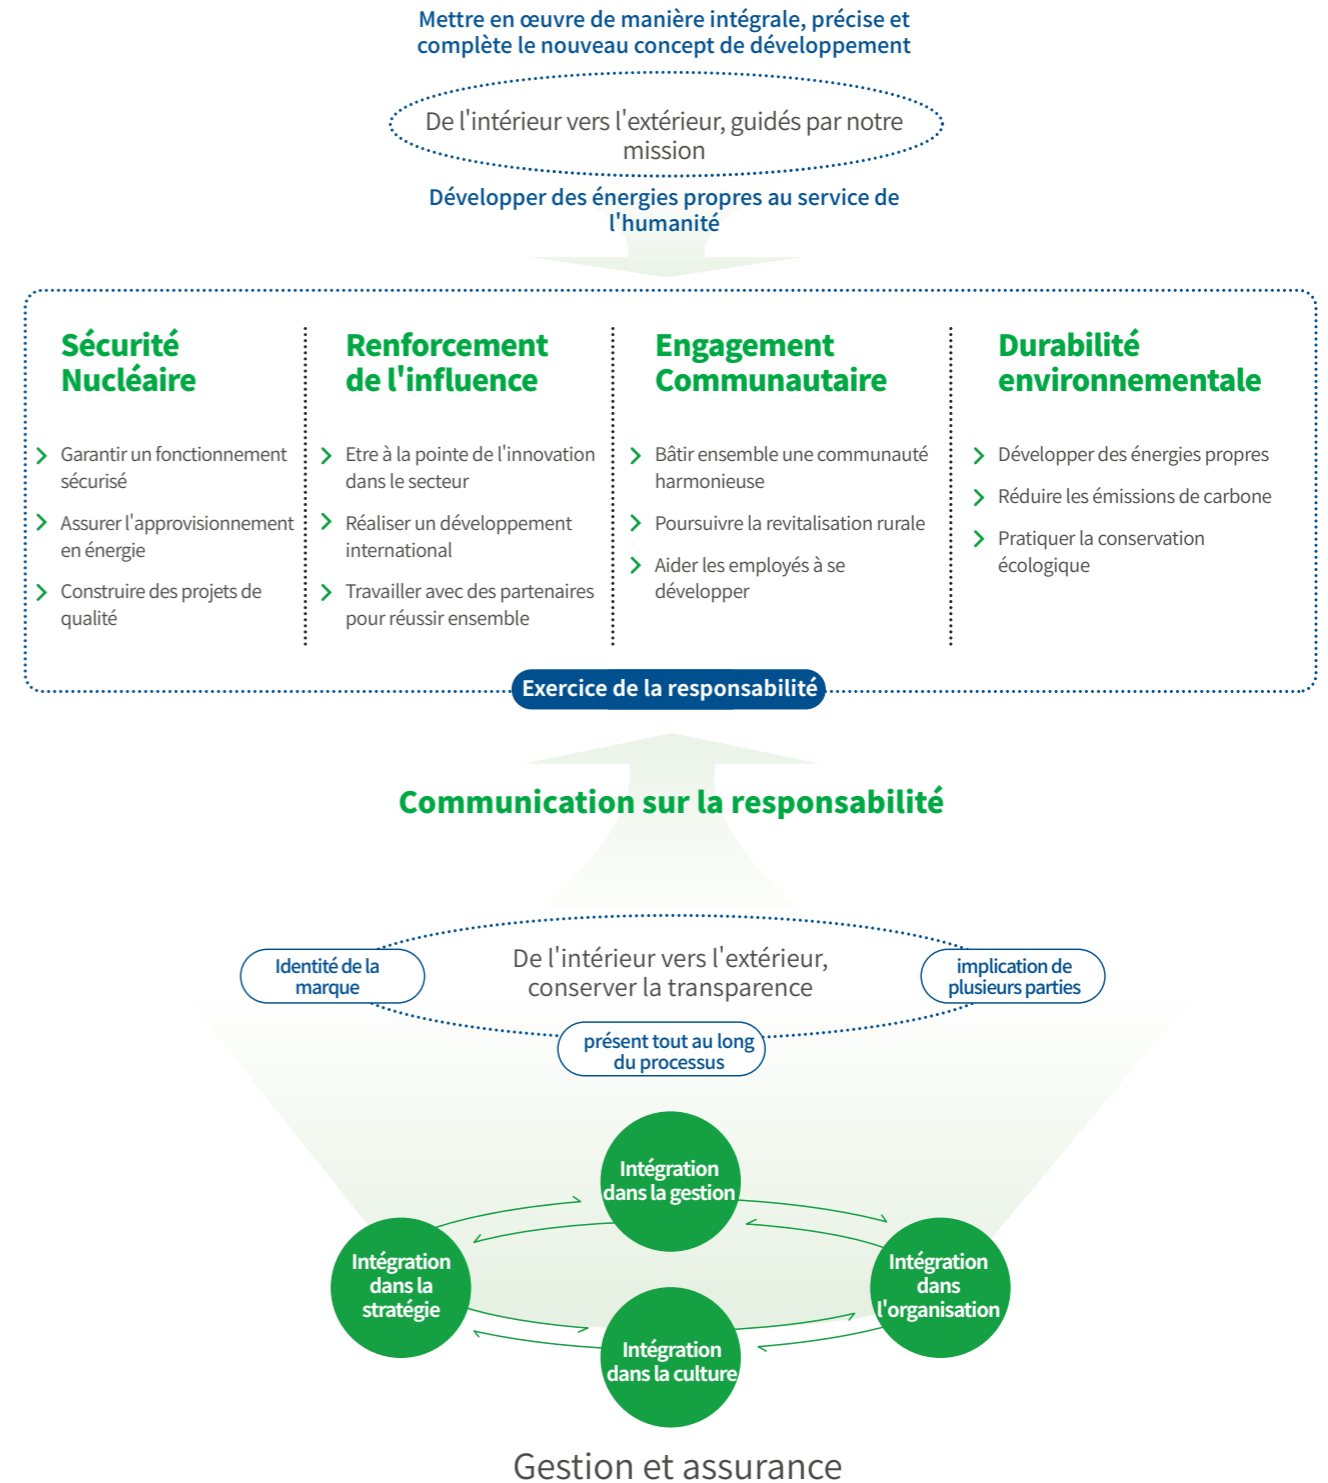 Mettre en œuvre de manière intégrale, précise et
complète le nouveau concept de développement
De l'intérieur vers l'extérieur, guidés par notre
mission
Développer des énergies propres au service de
l'humanité
Sécurité
Nucléaire
Garantir un fonctionnement
sécurisé
Assurer l'approvisionnement
en énergie
Construire des projets de
qualité
Renforcement
de l'influence
Etre à la pointe de l'innovation
dans le secteur
Réaliser un développement
international
Travailler avec des partenaires
pour réussir ensemble
Engagement
Communautaire
Bâtir ensemble une communauté
harmonieuse
Poursuivre la revitalisation rurale
Aider les employés à se
développer
Durabilité
environnementale
Développer des énergies propres
Réduire les émissions de carbone
Pratiquer la conservation
écologique
Exercice de la responsabilité
Communication sur la responsabilité
Identité de la
marque
De l'intérieur vers l'extérieur,
conserver la transparence
implication de
plusieurs parties
présent tout au long
du processus
Intégration
dans la gestion
Intégration
dans la
stratégie
Intégration
dans
l'organisation
Intégration
dans la culture
Gestion et assurance